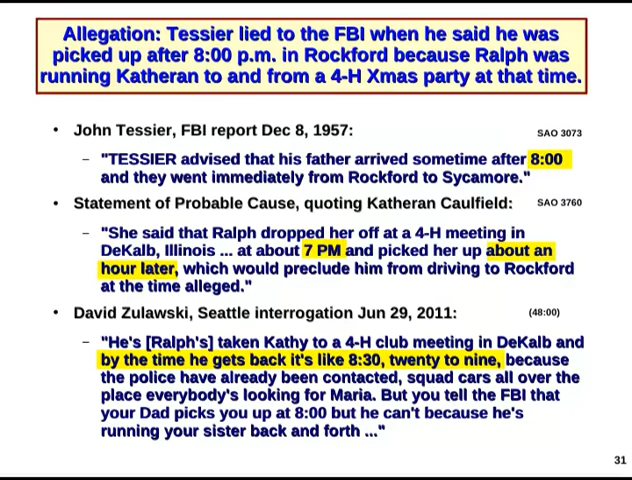 Allegation: Tessier lied to the FBI when he said he was
picked up after 8:00 p.m. in Rockford because Ralph was
running Katheran to and from a 4-H Xmas party at that time.
• John Tessier, FBI report Dec 8, 1957: SAO 3073
– "TESSIER advised that his father arrived sometime after 8:00
and they went immediately from Rockford to Sycamore."
• Statement of Probable Cause, quoting Katheran Caulfield: SAO 3760
– "She said that Ralph dropped her off at a 4-H meeting in
DeKalb, Illinois ... at about 7 PM and picked her up about an
hour later, which would preclude him from driving to Rockford
at the time alleged."
• David Zulawski, Seattle interrogation Jun 29, 2011: (48:00)
– "He's [Ralph's] taken Kathy to a 4-H club meeting in DeKalb and
by the time he gets back it's like 8:30, twenty to nine, because
the police have already been contacted, squad cars all over the
place everybody's looking for Maria. But you tell the FBI that
your Dad picks you up at 8:00 but he can't because he's
running your sister back and forth ..."
31